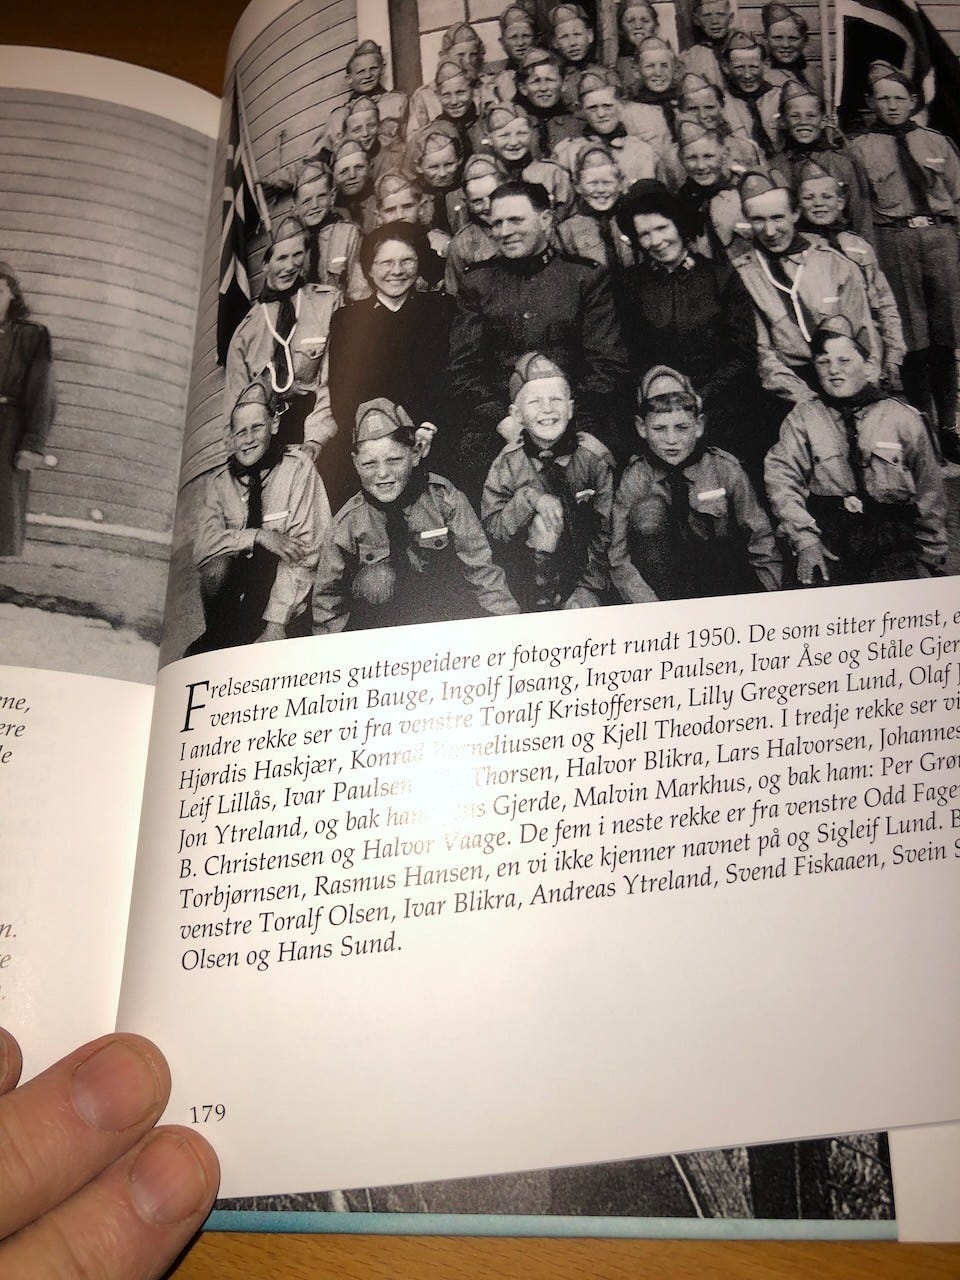 ne,
ere
le
n.
e
Frelsesarmeens guttespeidere er fotografert rundt 1950. De som sitter fremst, e
venstre Malvin Bauge, Ingolf Jøsang, Ingvar Paulsen, Ivar Åse og Ståle Gjer
I andre rekke ser vi fra venstre Toralf Kristoffersen, Lilly Gregersen Lund, Olaf J
Hjørdis Haskjær, Konrad Korneliussen og Kjell Theodorsen. I tredje rekke ser vi
Leif Lillås, Ivar Paulsen Thorsen, Halvor Blikra, Lars Halvorsen, Johannes
Jon Ytreland, og bak ham Gjerde, Malvin Markhus, og bak ham: Per Grøn
B. Christensen og Halvor Vaage. De fem i neste rekke er fra venstre Odd Fage
Torbjørnsen, Rasmus Hansen, en vi ikke kjenner navnet på og Sigleif Lund. B
venstre Toralf Olsen, Ivar Blikra, Andreas Ytreland, Svend Fiskaaen, Svein S
Olsen og Hans Sund.
179